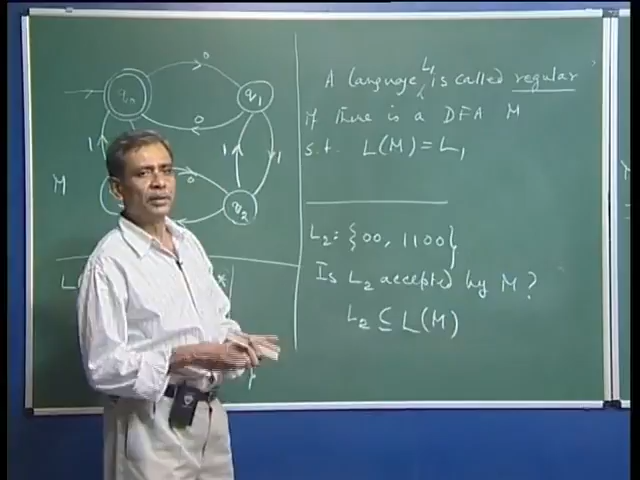 A language L₁ is called regular
if there is a DFA M
s.t. L(M) = L₁
L₂ = {00, 1100}
Is L₂ accepted by M?
L₂ ⊆ L(M)
q₀
0
q₁
0
1
1
1
M
0
q₂
L
*
M